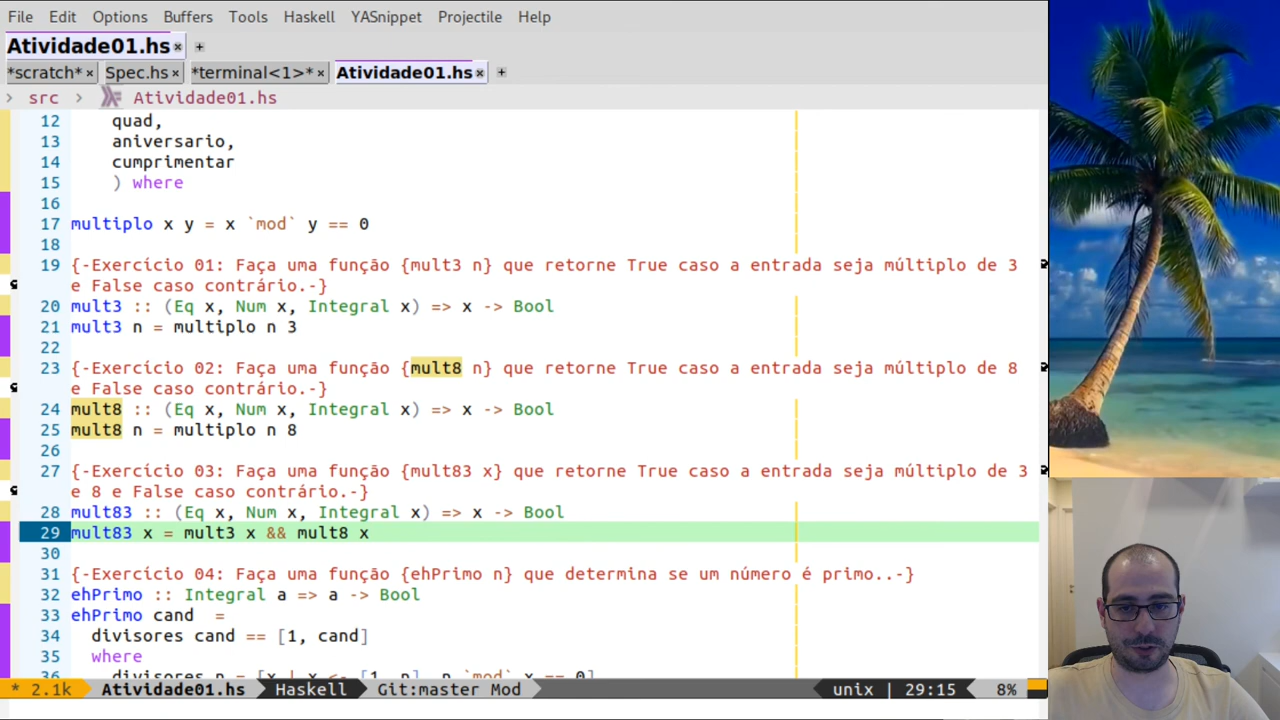 File Edit Options Buffers Tools Haskell YASnippet Projectile Help
Atividade01.hs
*scratch* Spec.hs *terminal<1>* Atividade01.hs
src Atividade01.hs
12 quad,
13 aniversario,
14 cumprimentar
15 ) where
16
17 multiplo x y = x `mod` y == 0
18
19 {-Exercício 01: Faça uma função {mult3 n} que retorne True caso a entrada seja múltiplo de 3
e False caso contrário.-}
20 mult3 :: (Eq x, Num x, Integral x) => x -> Bool
21 mult3 n = multiplo n 3
22
23 {-Exercício 02: Faça uma função {mult8 n} que retorne True caso a entrada seja múltiplo de 8
e False caso contrário.-}
24 mult8 :: (Eq x, Num x, Integral x) => x -> Bool
25 mult8 n = multiplo n 8
26
27 {-Exercício 03: Faça uma função {mult83 x} que retorne True caso a entrada seja múltiplo de 3
e 8 e False caso contrário.-}
28 mult83 :: (Eq x, Num x, Integral x) => x -> Bool
29 mult83 x = mult3 x && mult8 x
30
31 {-Exercício 04: Faça uma função {ehPrimo n} que determina se um número é primo..-}
32 ehPrimo :: Integral a => a -> Bool
33 ehPrimo cand =
34 divisores cand == [1, cand]
35 where
36 divisores n = [x | x <- [1..n], n `mod` x == 0]
* 2.1k Atividade01.hs Haskell Git:master Mod unix | 29:15 8%